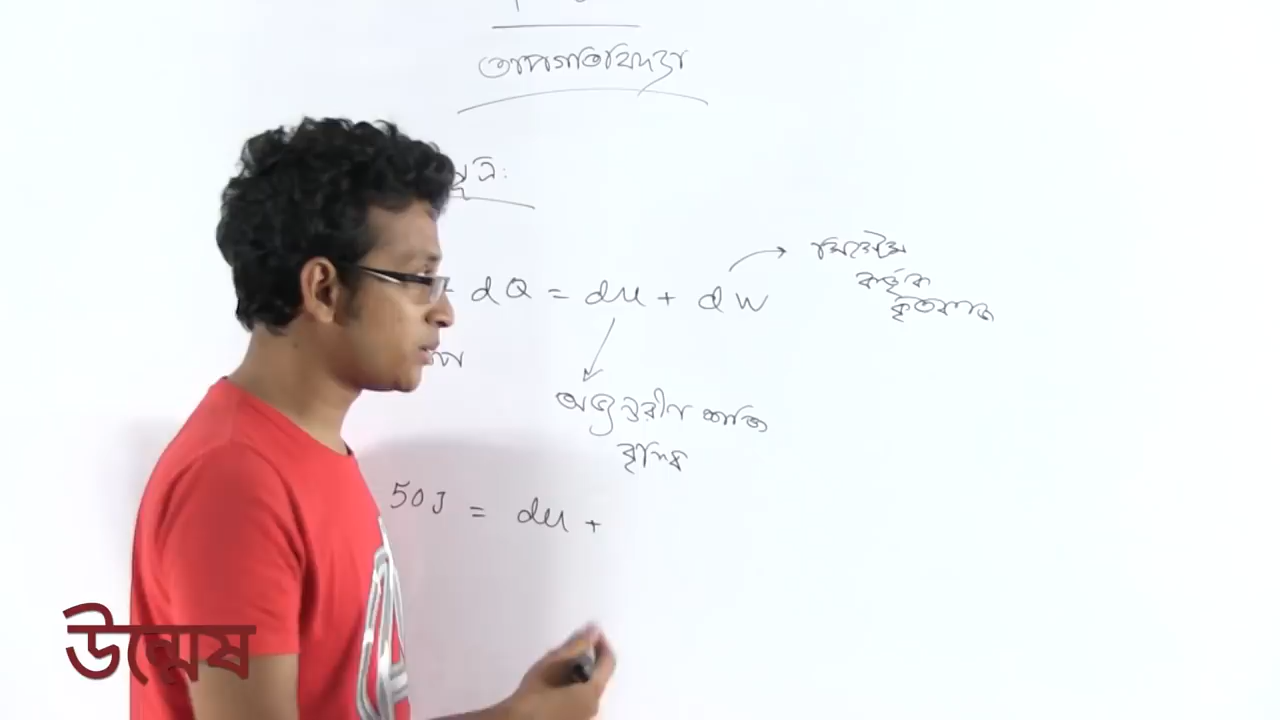 তাপগতিবিদ্যা
সূত্র:
dQ = du + dW
সিস্টেম
কর্তৃক
কৃতকাজ
অভ্যন্তরীণ শক্তি
বৃদ্ধি
50J = du +
উন্মেষ